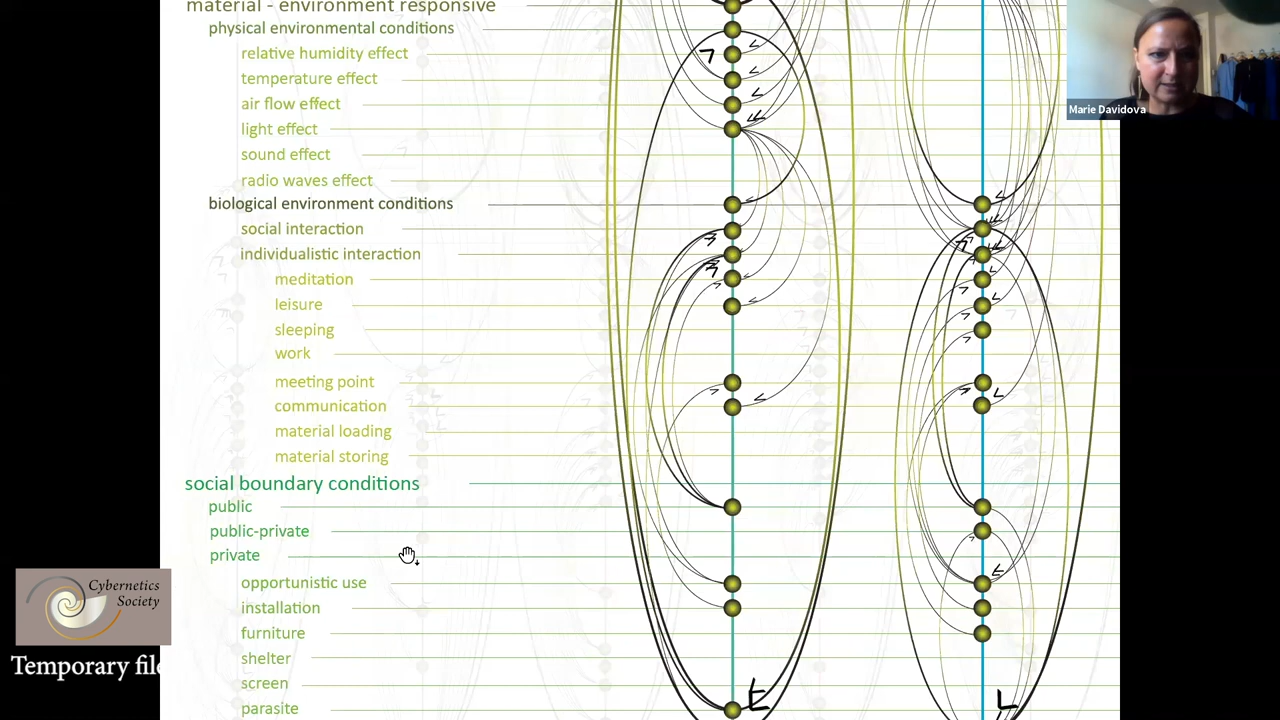 material - environment responsive
physical environmental conditions
relative humidity effect
temperature effect
air flow effect
light effect
sound effect
radio waves effect
biological environment conditions
social interaction
individualistic interaction
meditation
leisure
sleeping
work
meeting point
communication
material loading
material storing
social boundary conditions
public
public-private
private
opportunistic use
installation
furniture
shelter
screen
parasite
Marie Davidova
Cybernetics
Society
Temporary file